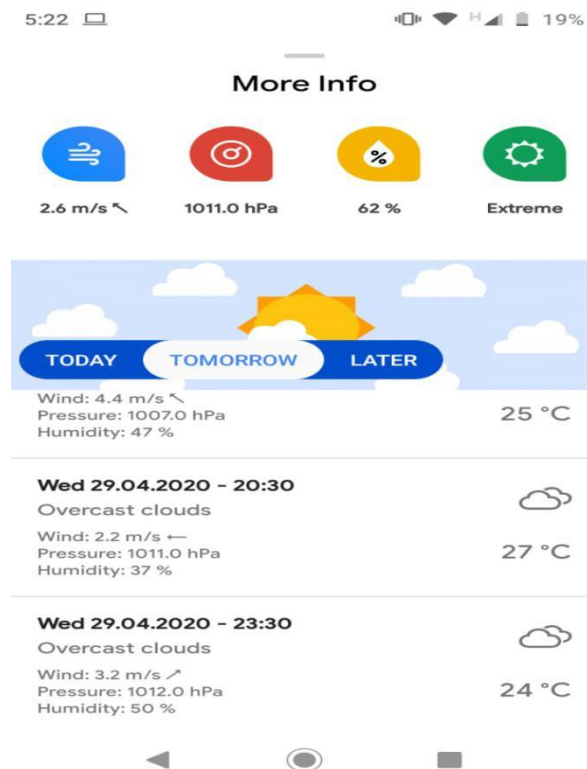 5:22
H 19%
More Info
%
2.6 m/s ↖ 1011.0 hPa 62 % Extreme
TODAY TOMORROW LATER
Wind: 4.4 m/s ↖
Pressure: 1007.0 hPa 25 °C
Humidity: 47 %
Wed 29.04.2020 - 20:30
Overcast clouds
Wind: 2.2 m/s ←
Pressure: 1011.0 hPa 27 °C
Humidity: 37 %
Wed 29.04.2020 - 23:30
Overcast clouds
Wind: 3.2 m/s ↗
Pressure: 1012.0 hPa 24 °C
Humidity: 50 %